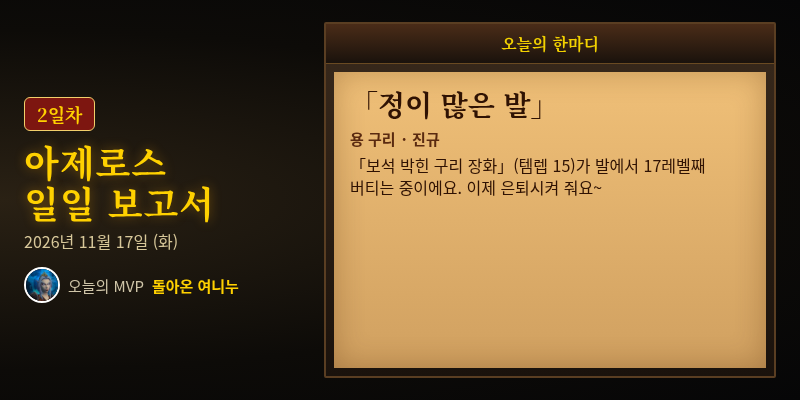 2일차
아제로스
일일 보고서
2026년 11월 17일 (화)
오늘의 MVP 돌아온 여니누
오늘의 한마디
「정이 많은 발」
용 구리 · 진규
「보석 박힌 구리 장화」(템렙 15)가 발에서 17레벨째
버티는 중이에요. 이제 은퇴시켜 줘요~